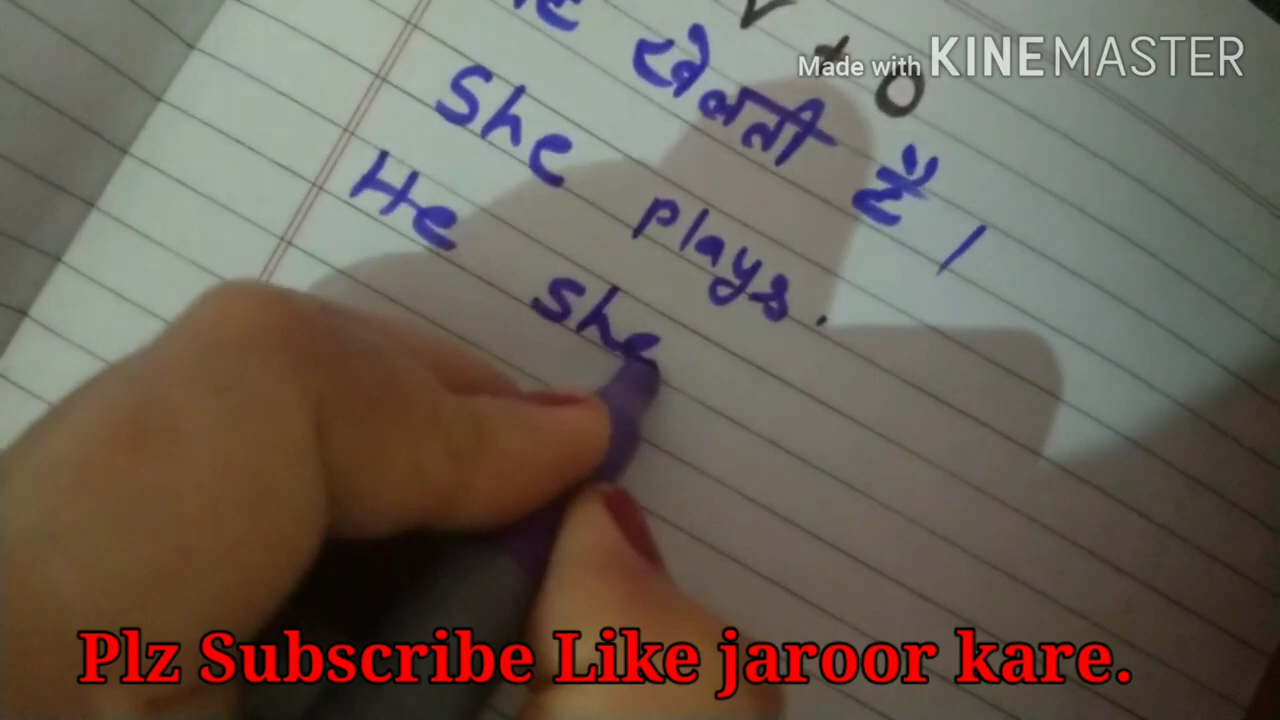 V + O
Made with KINEMASTER
खेलती हैं।
She plays.
He she
Plz Subscribe Like jaroor kare.